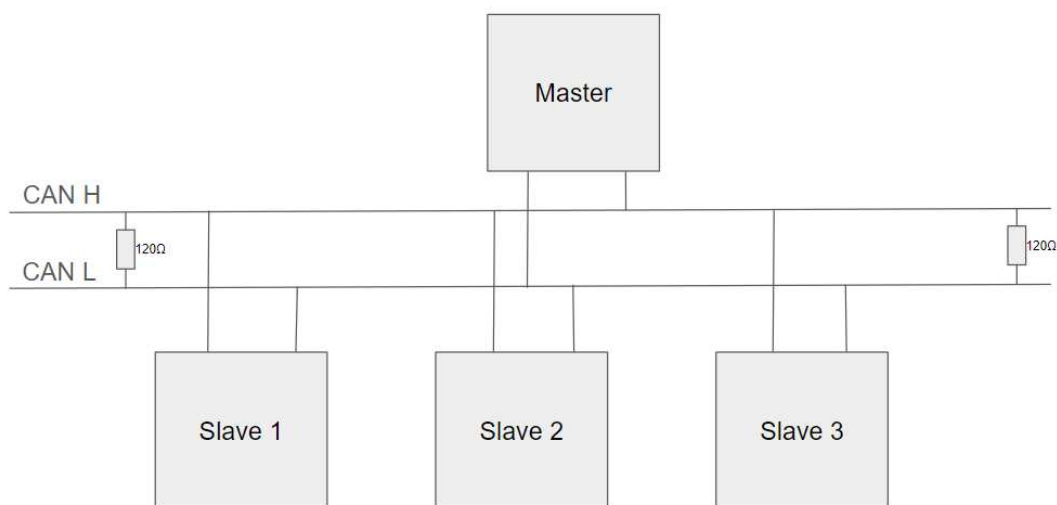 Master
CAN H
120Ω
120Ω
CAN L
Slave 1
Slave 2
Slave 3